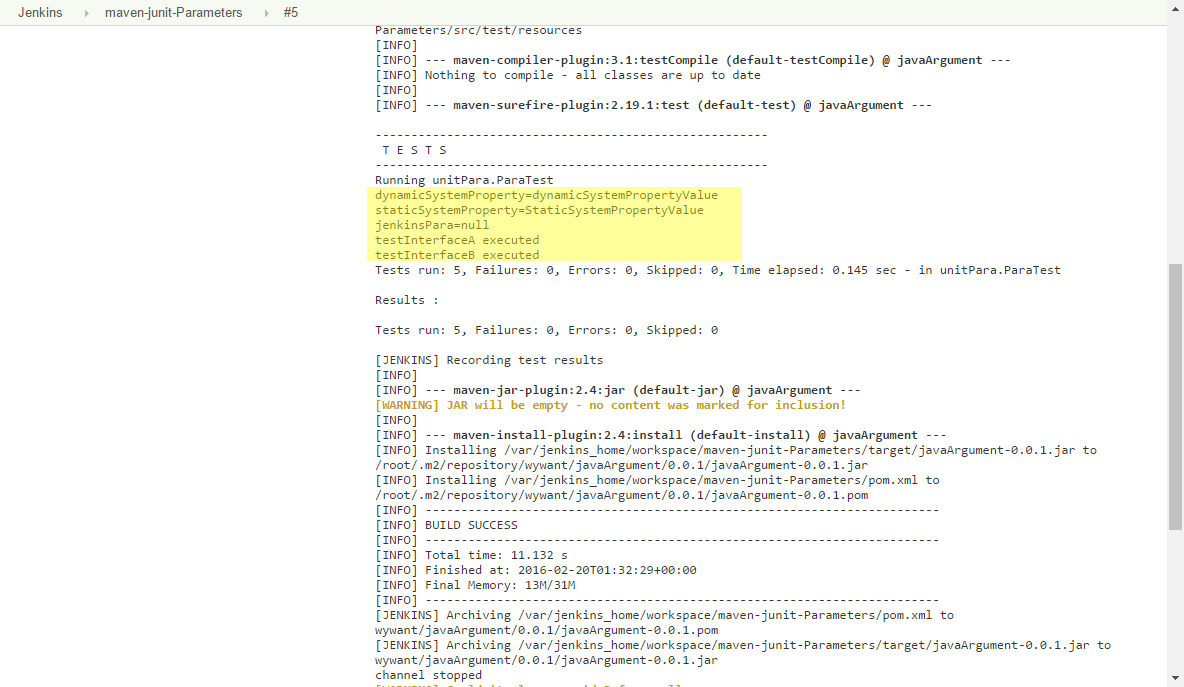 Jenkins maven-junit-Parameters #5
Parameters/src/test/resources
[INFO]
[INFO] --- maven-compiler-plugin:3.1:testCompile (default-testCompile) @ javaArgument ---
[INFO] Nothing to compile - all classes are up to date
[INFO]
[INFO] --- maven-surefire-plugin:2.19.1:test (default-test) @ javaArgument ---
-------------------------------------------------------
T E S T S
-------------------------------------------------------
Running unitPara.ParaTest
dynamicSystemProperty=dynamicSystemPropertyValue
staticSystemProperty=StaticSystemPropertyValue
jenkinsPara=null
testInterfaceA executed
testInterfaceB executed
Tests run: 5, Failures: 0, Errors: 0, Skipped: 0, Time elapsed: 0.145 sec - in unitPara.ParaTest
Results :
Tests run: 5, Failures: 0, Errors: 0, Skipped: 0
[JENKINS] Recording test results
[INFO]
[INFO] --- maven-jar-plugin:2.4:jar (default-jar) @ javaArgument ---
[WARNING] JAR will be empty - no content was marked for inclusion!
[INFO]
[INFO] --- maven-install-plugin:2.4:install (default-install) @ javaArgument ---
[INFO] Installing /var/jenkins_home/workspace/maven-junit-Parameters/target/javaArgument-0.0.1.jar to
/root/.m2/repository/wywant/javaArgument/0.0.1/javaArgument-0.0.1.jar
[INFO] Installing /var/jenkins_home/workspace/maven-junit-Parameters/pom.xml to
/root/.m2/repository/wywant/javaArgument/0.0.1/javaArgument-0.0.1.pom
[INFO] ------------------------------------------------------------------------
[INFO] BUILD SUCCESS
[INFO] ------------------------------------------------------------------------
[INFO] Total time: 11.132 s
[INFO] Finished at: 2016-02-20T01:32:29+00:00
[INFO] Final Memory: 13M/31M
[INFO] ------------------------------------------------------------------------
[JENKINS] Archiving /var/jenkins_home/workspace/maven-junit-Parameters/pom.xml to
wywant/javaArgument/0.0.1/javaArgument-0.0.1.pom
[JENKINS] Archiving /var/jenkins_home/workspace/maven-junit-Parameters/target/javaArgument-0.0.1.jar to
wywant/javaArgument/0.0.1/javaArgument-0.0.1.jar
channel stopped